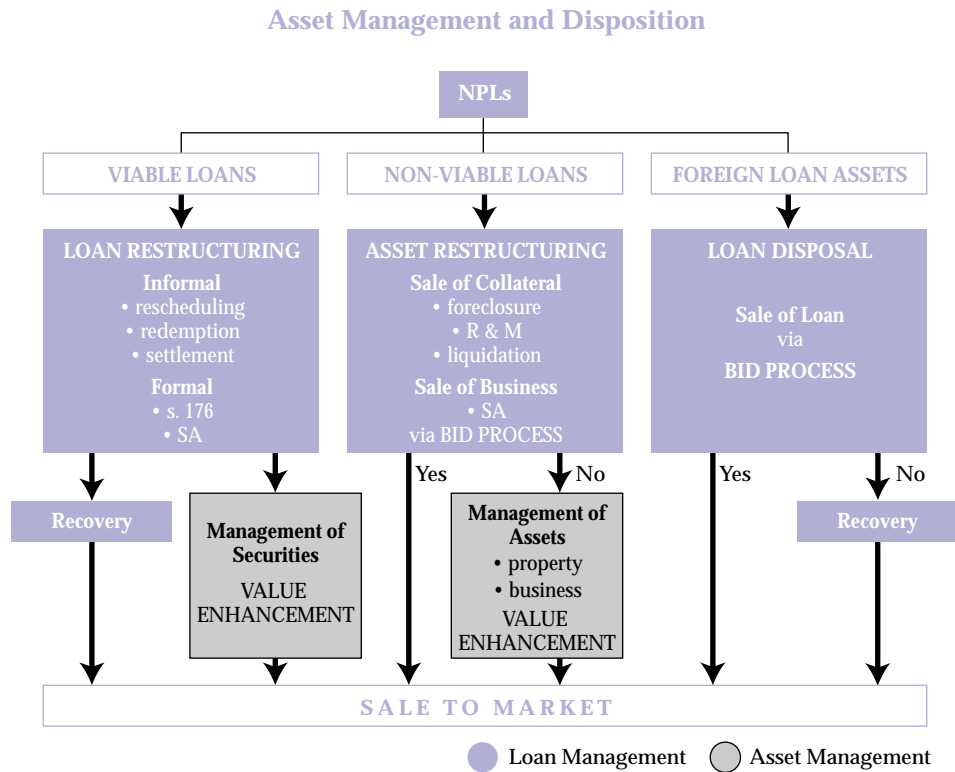 Asset Management and Disposition
NPLs
VIABLE LOANS
NON-VIABLE LOANS
FOREIGN LOAN ASSETS
LOAN RESTRUCTURING
Informal
• rescheduling
• redemption
• settlement
Formal
• s. 176
• SA
ASSET RESTRUCTURING
Sale of Collateral
• foreclosure
• R & M
• liquidation
Sale of Business
• SA
via BID PROCESS
LOAN DISPOSAL
Sale of Loan
via
BID PROCESS
Yes
No
Yes
No
Recovery
Management of
Securities
VALUE
ENHANCEMENT
Management of
Assets
• property
• business
VALUE
ENHANCEMENT
Recovery
SALE TO MARKET
Loan Management
Asset Management